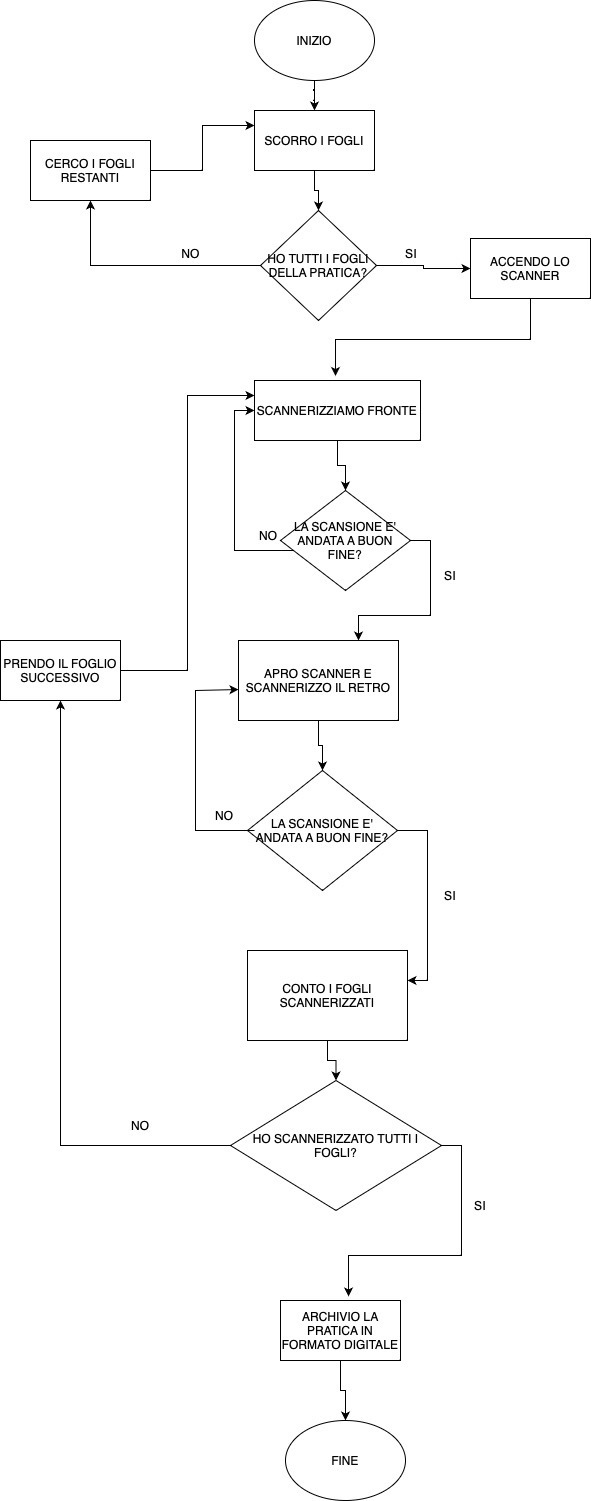 INIZIO
SCORRO I FOGLI
CERCO I FOGLI
RESTANTI
NO
HO TUTTI I FOGLI
DELLA PRATICA?
SI
ACCENDO LO
SCANNER
SCANNERIZZIAMO FRONTE
LA SCANSIONE E'
ANDATA A BUON
FINE?
NO
SI
PRENDO IL FOGLIO
SUCCESSIVO
APRO SCANNER E
SCANNERIZZO IL RETRO
NO
LA SCANSIONE E'
ANDATA A BUON FINE?
SI
CONTO I FOGLI
SCANNERIZZATI
NO
HO SCANNERIZZATO TUTTI I
FOGLI?
SI
ARCHIVIO LA
PRATICA IN
FORMATO DIGITALE
FINE